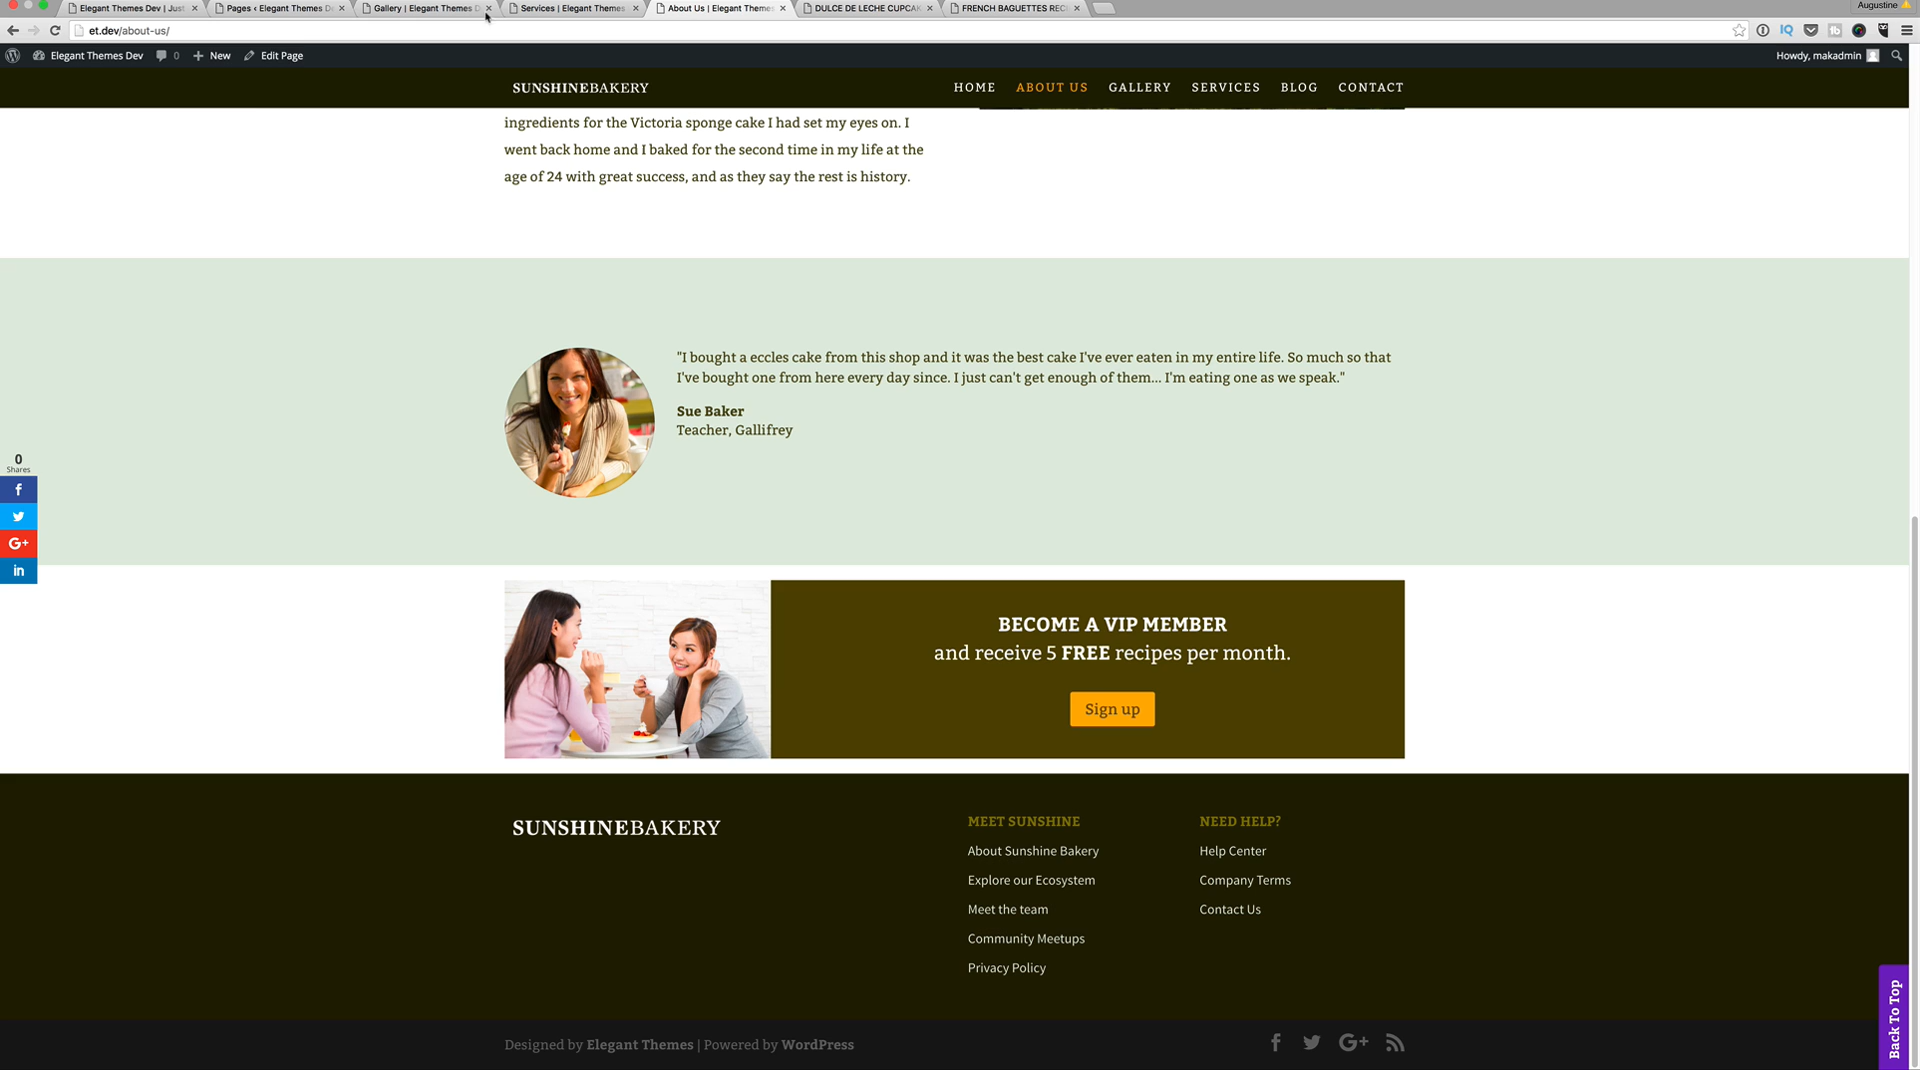 Elegant Themes Dev | Just
Pages ‹ Elegant Themes D
Gallery | Elegant Themes D
Services | Elegant Themes
About Us | Elegant Themes
DULCE DE LECHE CUPCAK
FRENCH BAGUETTES REC
Augustine
et.dev/about-us/
Elegant Themes Dev
0
New
Edit Page
Howdy, makadmin
SUNSHINEBAKERY
HOME
ABOUT US
GALLERY
SERVICES
BLOG
CONTACT
ingredients for the Victoria sponge cake I had set my eyes on. I
went back home and I baked for the second time in my life at the
age of 24 with great success, and as they say the rest is history.
"I bought a eccles cake from this shop and it was the best cake I've ever eaten in my entire life. So much so that
I've bought one from here every day since. I just can't get enough of them... I'm eating one as we speak."
Sue Baker
Teacher, Gallifrey
0
Shares
BECOME A VIP MEMBER
and receive 5 FREE recipes per month.
Sign up
SUNSHINEBAKERY
MEET SUNSHINE
About Sunshine Bakery
Explore our Ecosystem
Meet the team
Community Meetups
Privacy Policy
NEED HELP?
Help Center
Company Terms
Contact Us
Back To Top
Designed by Elegant Themes | Powered by WordPress